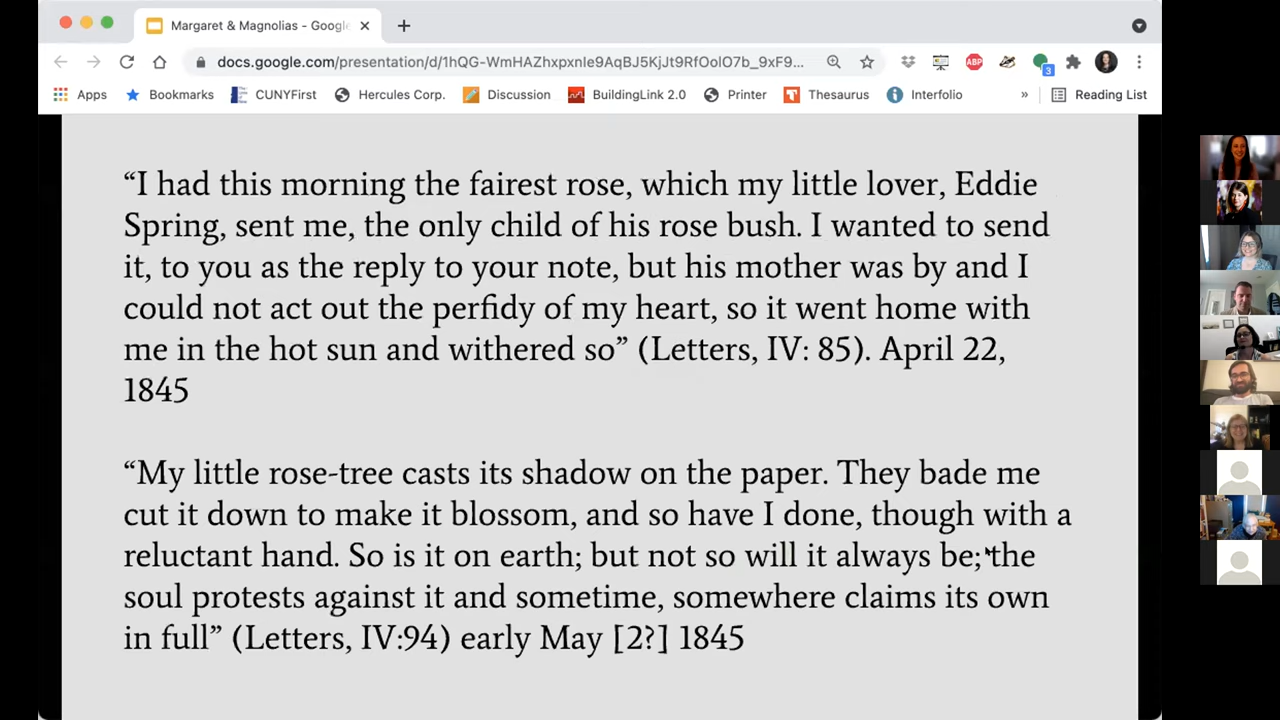 Margaret & Magnolias - Google
docs.google.com/presentation/d/1hQG-WmHAZhxpxnle9AqBJ5KjJt9RfOolO7b_9xF9...
ABP
3
Apps Bookmarks CUNYFirst Hercules Corp. Discussion BuildingLink 2.0 Printer Thesaurus Interfolio » Reading List
“I had this morning the fairest rose, which my little lover, Eddie
Spring, sent me, the only child of his rose bush. I wanted to send
it, to you as the reply to your note, but his mother was by and I
could not act out the perfidy of my heart, so it went home with
me in the hot sun and withered so” (Letters, IV: 85). April 22,
1845
“My little rose-tree casts its shadow on the paper. They bade me
cut it down to make it blossom, and so have I done, though with a
reluctant hand. So is it on earth; but not so will it always be; the
soul protests against it and sometime, somewhere claims its own
in full” (Letters, IV:94) early May [2?] 1845